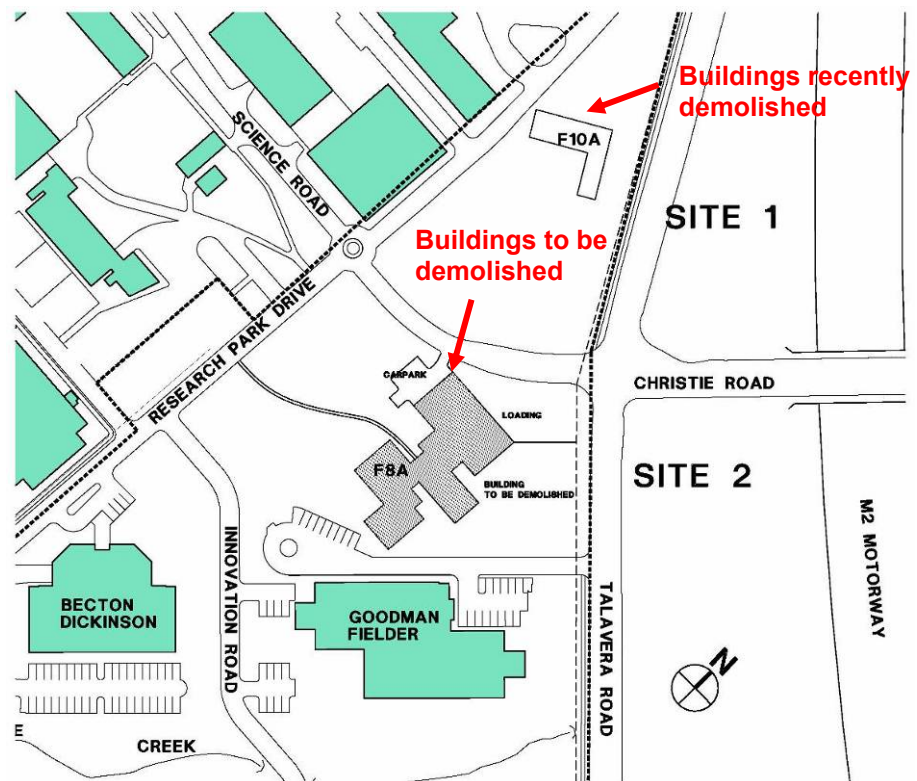 Buildings recently
demolished
F10A
SCIENCE ROAD
SITE 1
Buildings to be
demolished
RESEARCH PARK DRIVE
CARPARK
CHRISTIE ROAD
LOADING
F8A
BUILDING
TO BE DEMOLISHED
SITE 2
M2 MOTORWAY
INNOVATION ROAD
BECTON
DICKINSON
GOODMAN
FIELDER
TALAVERA ROAD
N
E
CREEK